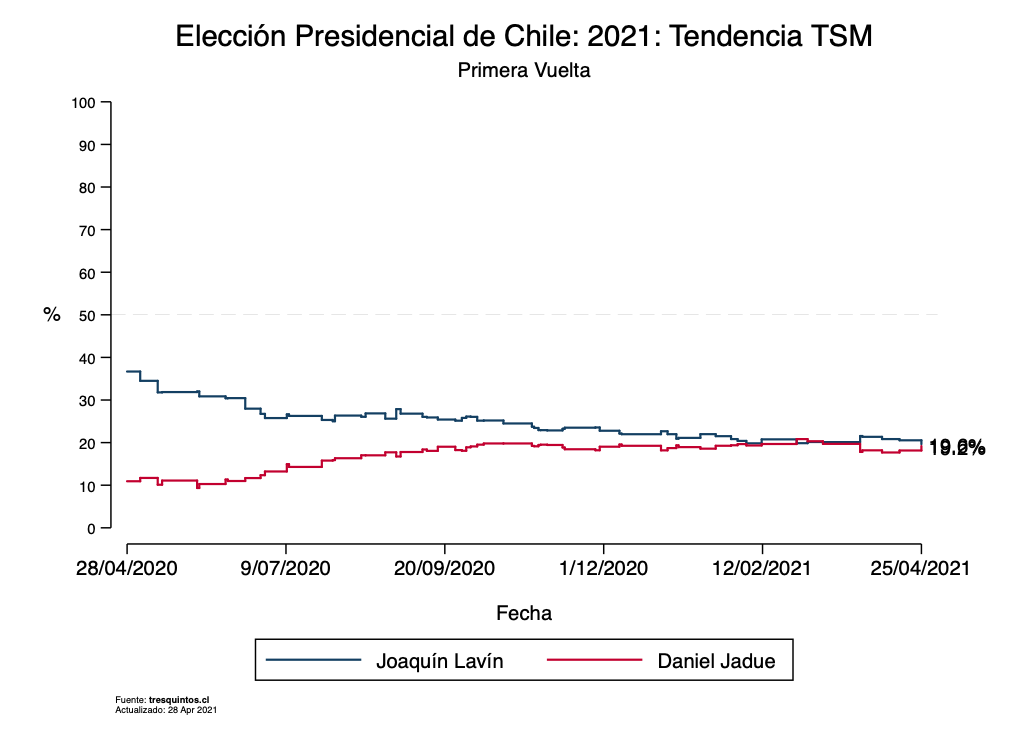 Elección Presidencial de Chile: 2021: Tendencia TSM
Primera Vuelta
100
90
80
70
60
%
50
40
30
20
10
0
28/04/2020 9/07/2020 20/09/2020 1/12/2020 12/02/2021 25/04/2021
Fecha
Joaquín Lavín Daniel Jadue
Fuente: tresquintos.cl
Actualizado: 28 Apr 2021